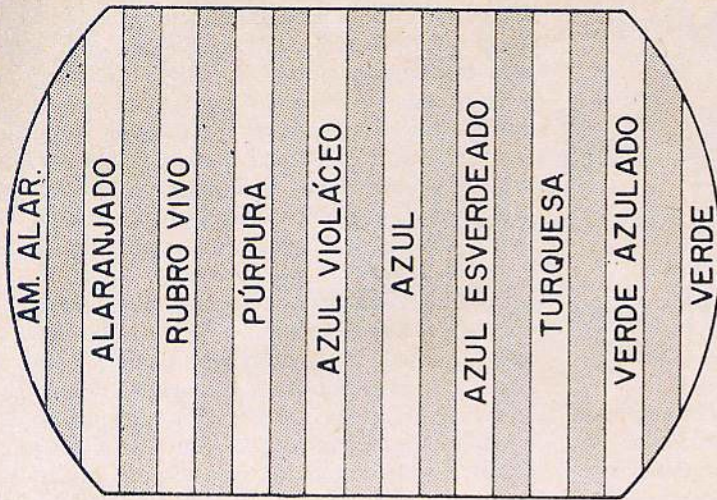 AM. ALAR.
ALARANJADO
RUBRO VIVO
PÚRPURA
AZUL VIOLÁCEO
AZUL
AZUL ESVERDEADO
TURQUESA
VERDE AZULADO
VERDE